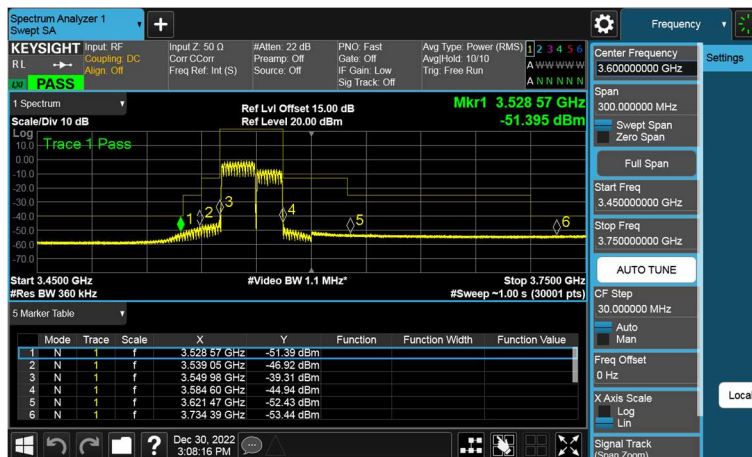 Spectrum Analyzer 1
Swept SA
+
Frequency
KEYSIGHT Input: RF Input Z: 50 Ω #Atten: 22 dB PNO: Fast Avg Type: Power (RMS) 1 2 3 4 5 6
RL Coupling: DC Corr CCorr Preamp: Off Gate: Off Avg|Hold: 10/10 A W W W W W
Align: Off Freq Ref: Int (S) Source: Off IF Gain: Low Trig: Free Run
PASS Sig Track: Off A N N N N N
1 Spectrum
Scale/Div 10 dB Ref Lvl Offset 15.00 dB Mkr1 3.528 57 GHz
Ref Level 20.00 dBm -51.395 dBm
Log
Trace 1 Pass
10.0
0.00
-10.0
-20.0
-30.0
-40.0
-50.0
-60.0
-70.0
1 2 3 4 5 6
Start 3.4500 GHz #Video BW 1.1 MHz* Stop 3.7500 GHz
#Res BW 360 kHz #Sweep ~1.00 s (30001 pts)
5 Marker Table
Mode Trace Scale X Y Function Function Width Function Value
1 N 1 f 3.528 57 GHz -51.39 dBm
2 N 1 f 3.539 05 GHz -46.92 dBm
3 N 1 f 3.549 98 GHz -39.31 dBm
4 N 1 f 3.584 60 GHz -44.94 dBm
5 N 1 f 3.621 47 GHz -52.43 dBm
6 N 1 f 3.734 39 GHz -53.44 dBm
?
Dec 30, 2022
3:08:16 PM
Center Frequency
3.600000000 GHz
Settings
Span
300.000000 MHz
Swept Span
Zero Span
Full Span
Start Freq
3.450000000 GHz
Stop Freq
3.750000000 GHz
AUTO TUNE
CF Step
30.000000 MHz
Auto
Man
Freq Offset
0 Hz
X Axis Scale
Log
Lin
Local
Signal Track
(Span Zoom)